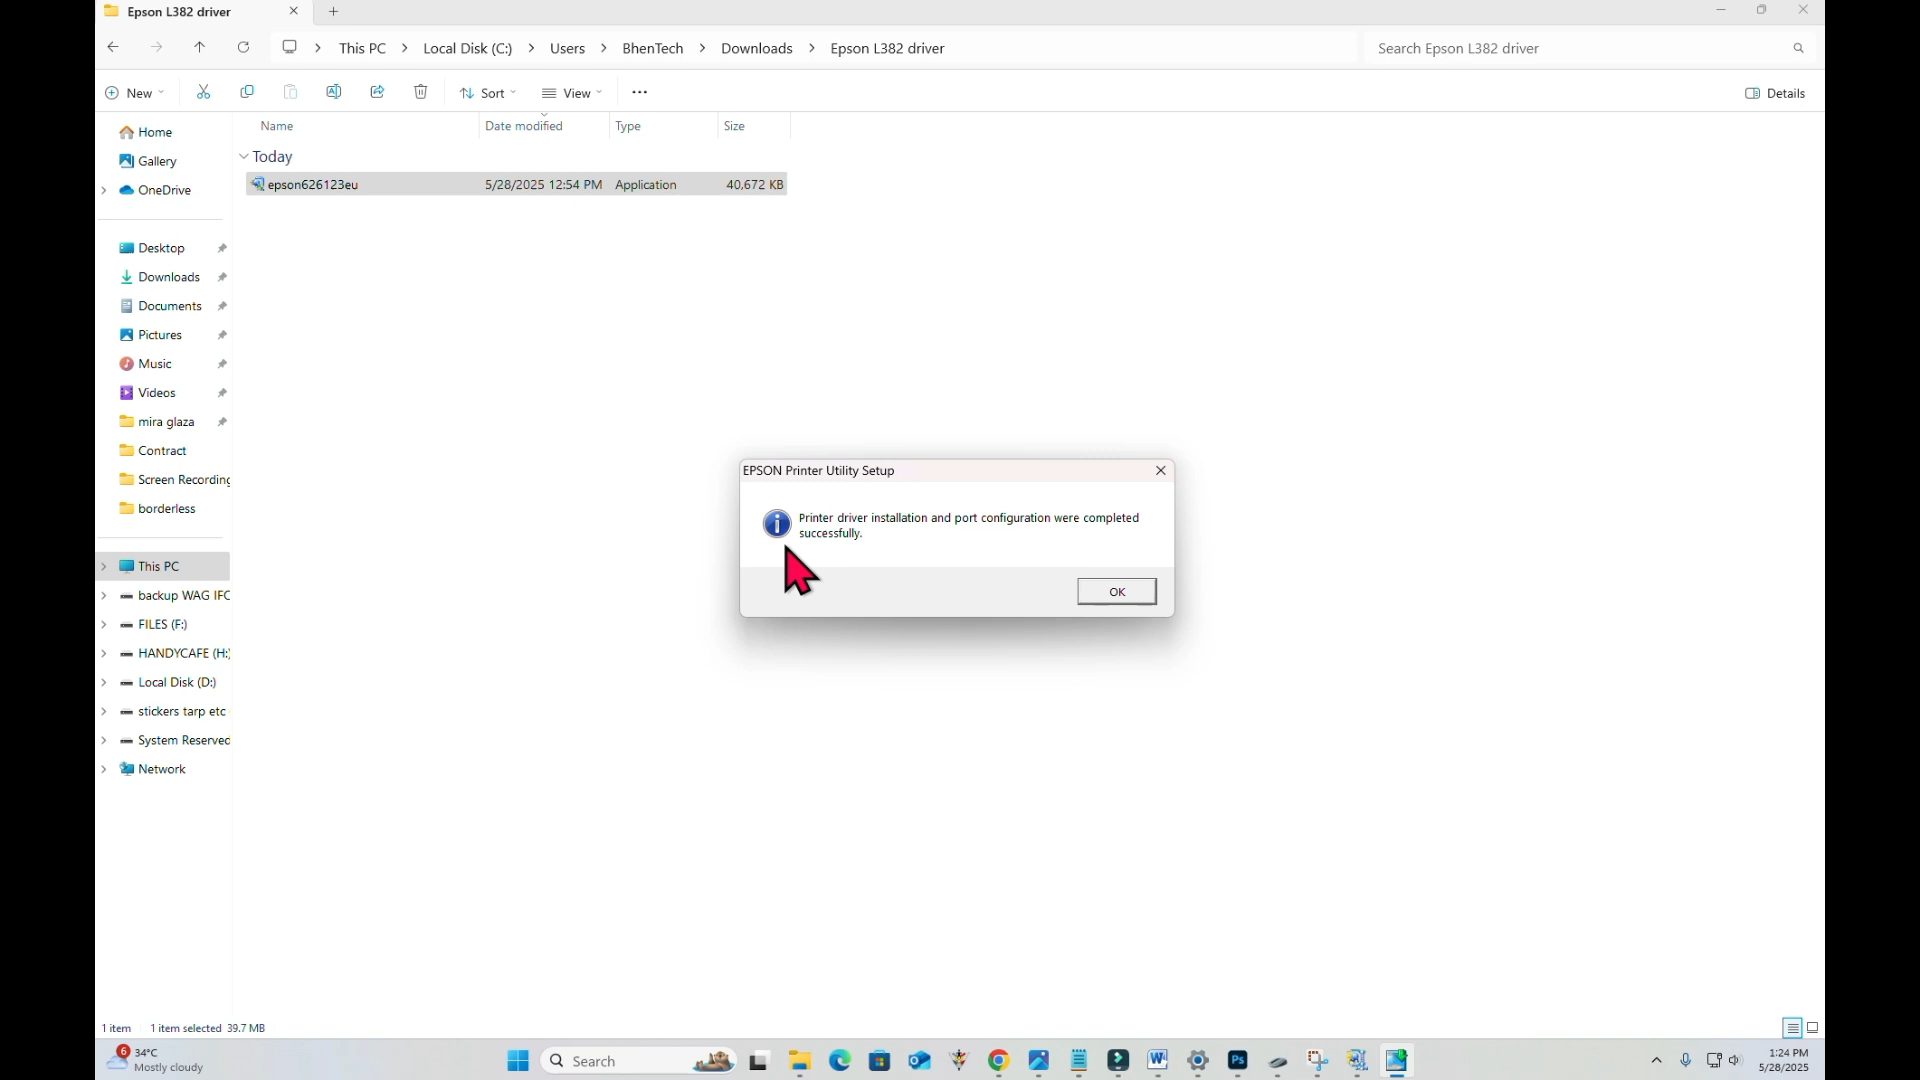 Epson L382 driver
This PC
Local Disk (C:)
Users
BhenTech
Downloads
Epson L382 driver
Search Epson L382 driver
New
Sort
View
Details
Name
Date modified
Type
Size
Home
Today
Gallery
epson626123eu
5/28/2025 12:54 PM
Application
40,672 KB
OneDrive
Desktop
Downloads
Documents
Pictures
Music
Videos
mira glaza
Contract
Screen Recording
borderless
EPSON Printer Utility Setup
Printer driver installation and port configuration were completed
successfully.
OK
This PC
backup WAG IFO
FILES (F:)
HANDYCAFE (H:)
Local Disk (D:)
stickers tarp etc
System Reserved
Network
1 item
1 item selected 39.7 MB
6
34°C
Mostly cloudy
Search
W
Ps
1:24 PM
5/28/2025